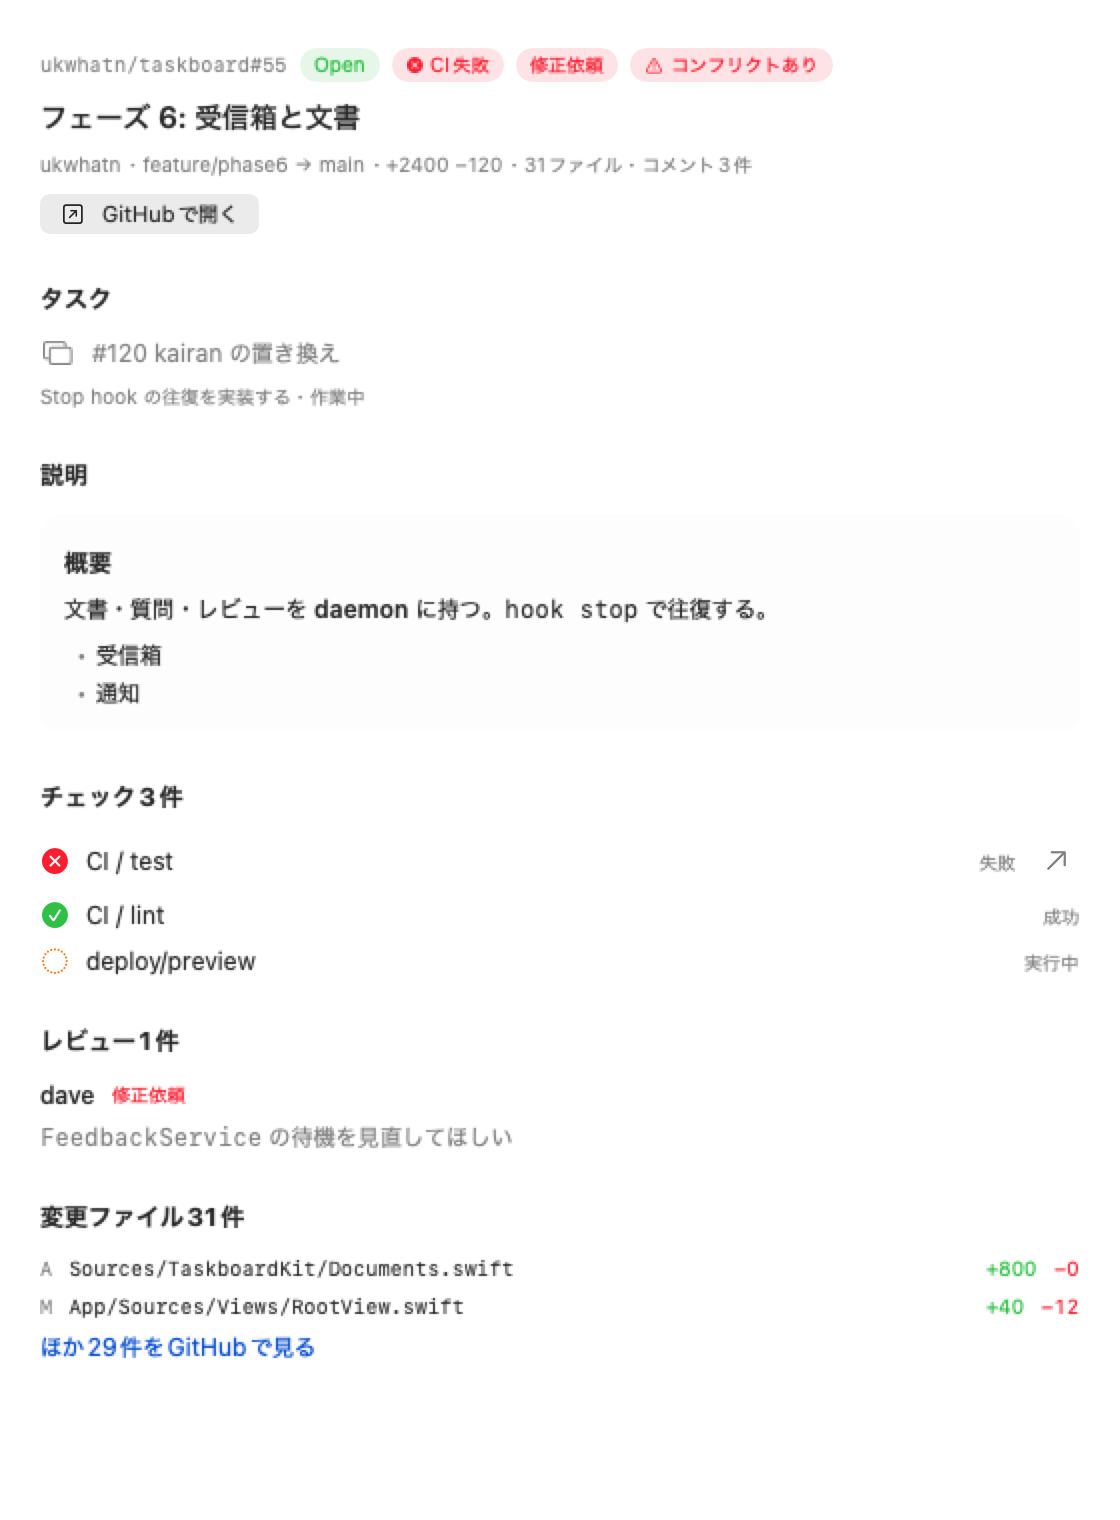 ukwhatn/taskboard#55 Open CI失敗 修正依頼 コンフリクトあり
フェーズ 6: 受信箱と文書
ukwhatn · feature/phase6 → main · +2400 −120 · 31ファイル · コメント3件
GitHubで開く
タスク
#120 kairan の置き換え
Stop hook の往復を実装する · 作業中
説明
概要
文書・質問・レビューを daemon に持つ。hook stop で往復する。
• 受信箱
• 通知
チェック3件
CI / test 失敗
CI / lint 成功
deploy/preview 実行中
レビュー1件
dave 修正依頼
FeedbackService の待機を見直してほしい
変更ファイル31件
A Sources/TaskboardKit/Documents.swift +800 −0
M App/Sources/Views/RootView.swift +40 −12
ほか29件をGitHubで見る